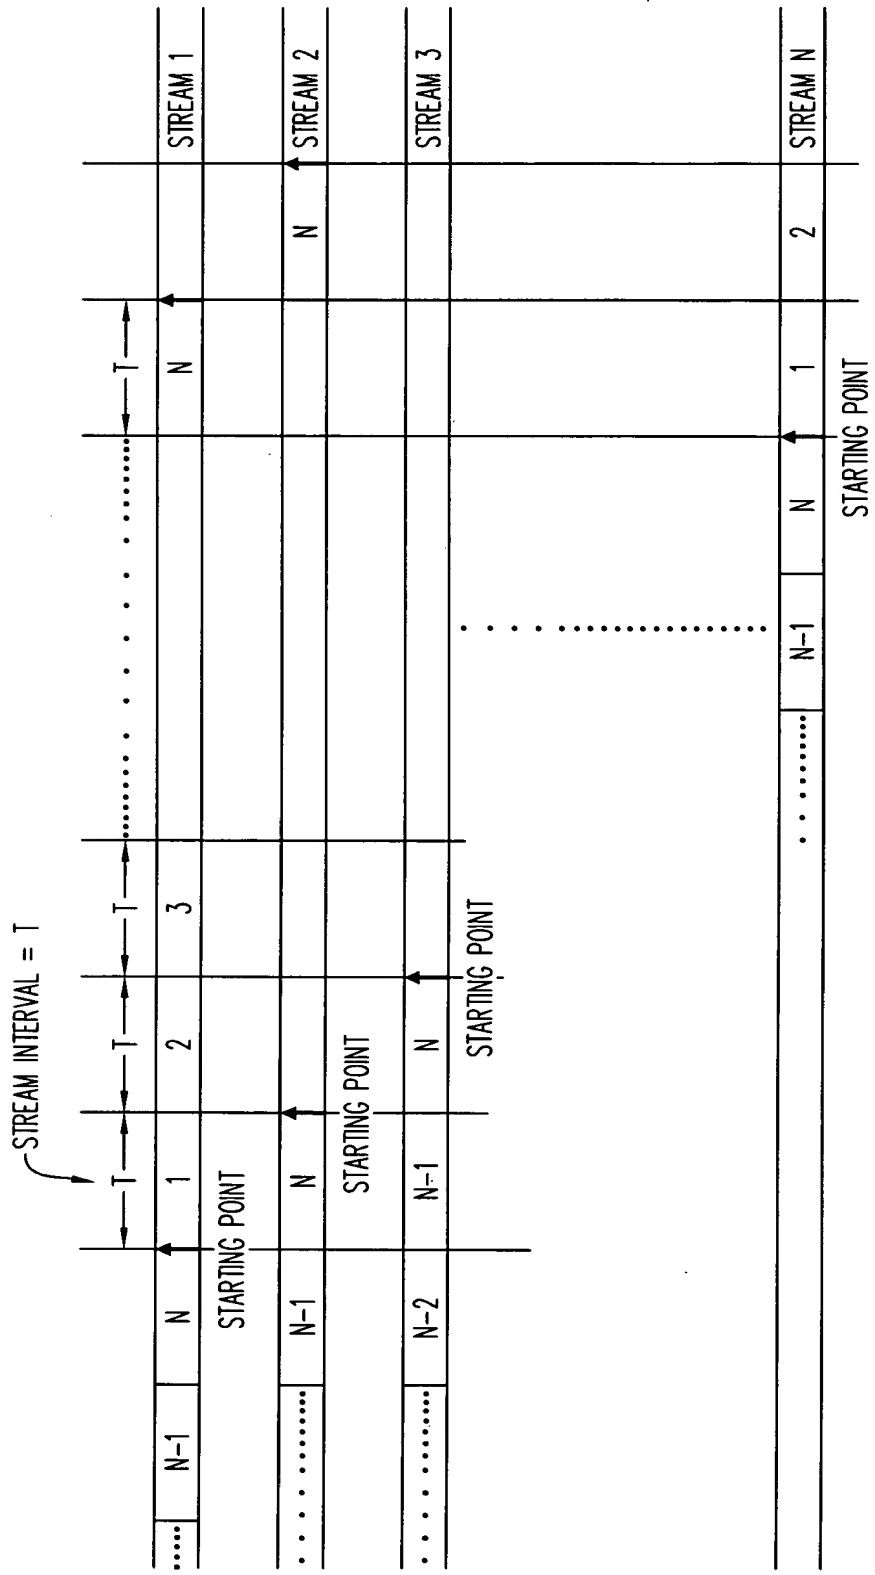 STREAM INTERVAL = T
T T T T
N-1 N 1 2 3 N STREAM 1
STARTING POINT
N-1 N N STREAM 2
STARTING POINT
N-2 N-1 N STREAM 3
STARTING POINT
N-1 N 1 2 STREAM N
STARTING POINT